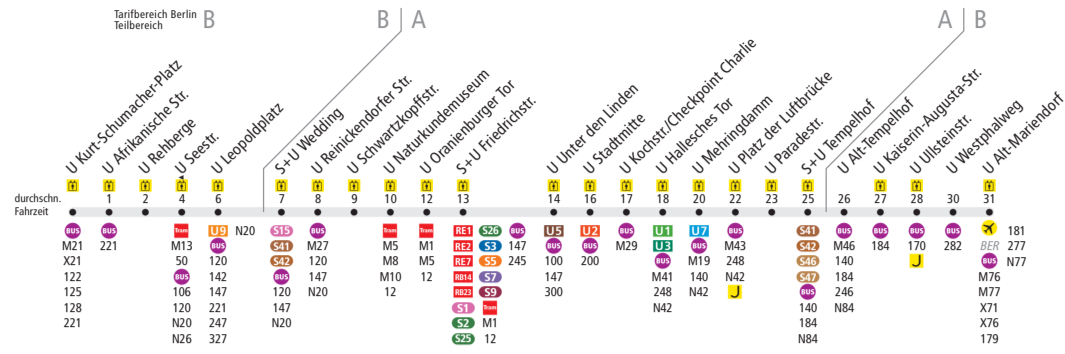 Tarifbereich Berlin
Teilbereich
B
B
A
A
B
U Kurt-Schumacher-Platz
U Afrikanische Str.
U Rehberge
U Seestr.
U Leopoldplatz
S+U Wedding
U Reinickendorfer Str.
U Schwartzkopffstr.
U Naturkundemuseum
U Oranienburger Tor
S+U Friedrichstr.
U Unter den Linden
U Stadtmitte
U Kochstr./Checkpoint Charlie
U Hallesches Tor
U Mehringdamm
U Platz der Luftbrücke
U Paradestr.
S+U Tempelhof
U Alt-Tempelhof
U Kaiserin-Augusta-Str.
U Ullsteinstr.
U Westphalweg
U Alt-Mariendorf
durchschn.
Fahrzeit
1 2 4 6 7 8 9 10 12 13 14 16 17 18 20 22 23 25 26 27 28 30 31
BUS
M21
X21
122
125
128
221
BUS
221
Tram
M13
50
BUS
106
120
N20
N26
U9 N20
BUS
120
142
147
221
247
327
S15
S41
S42
BUS
120
147
N20
BUS
M27
120
147
N20
Tram
M5
M8
M10
12
Tram
M1
M5
12
RE1 S26 BUS
RE2 S3 147
RE7 S5 245
RB14 S7
RB23 S9
S1 Tram
S2 M1
S25 12
U5
BUS
100
147
300
U2
BUS
200
BUS
M29
U1
U3
BUS
M41
248
N42
U7
BUS
M19
140
N42
BUS
M43
248
N42
S41
S42
S46
S47
BUS
140
184
N84
BUS
M46
140
184
246
N84
BUS
184
BUS
170
BUS
282
181
BER 277
BUS N77
M76
M77
X71
X76
179